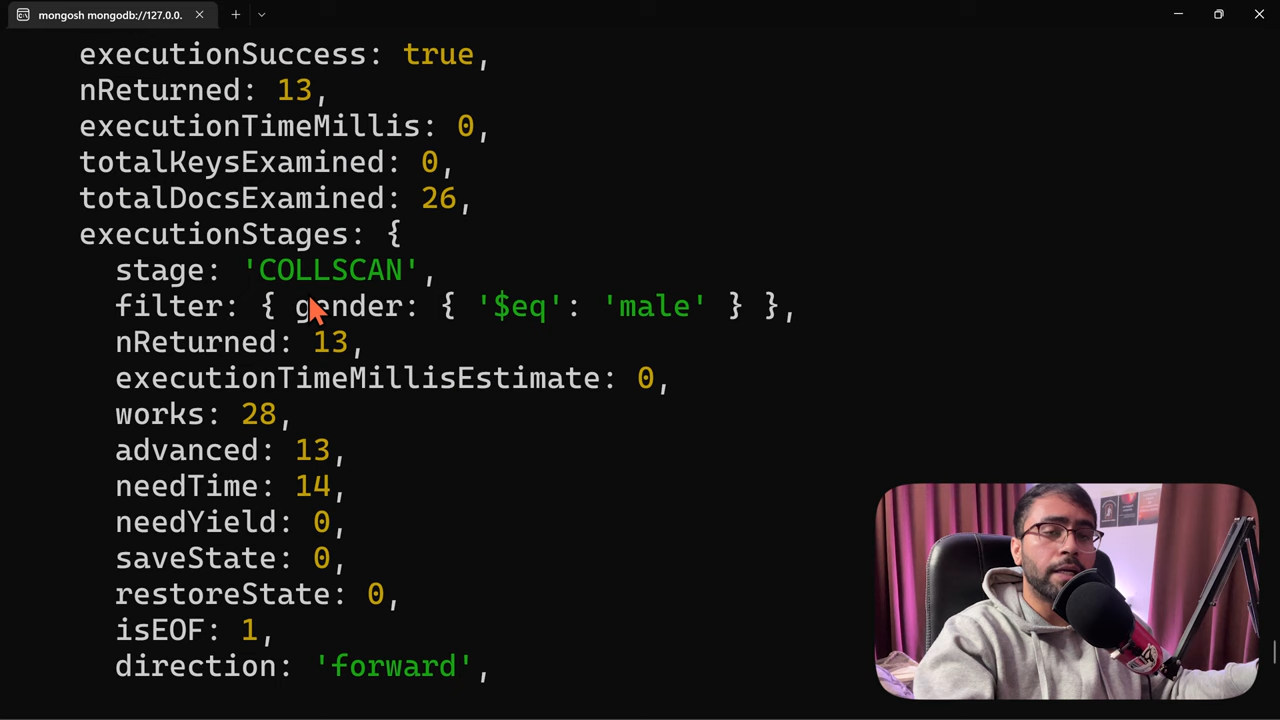 mongosh mongodb://127.0.0.
executionSuccess: true,
nReturned: 13,
executionTimeMillis: 0,
totalKeysExamined: 0,
totalDocsExamined: 26,
executionStages: {
stage: 'COLLSCAN',
filter: { gender: { '$eq': 'male' } },
nReturned: 13,
executionTimeMillisEstimate: 0,
works: 28,
advanced: 13,
needTime: 14,
needYield: 0,
saveState: 0,
restoreState: 0,
isEOF: 1,
direction: 'forward',